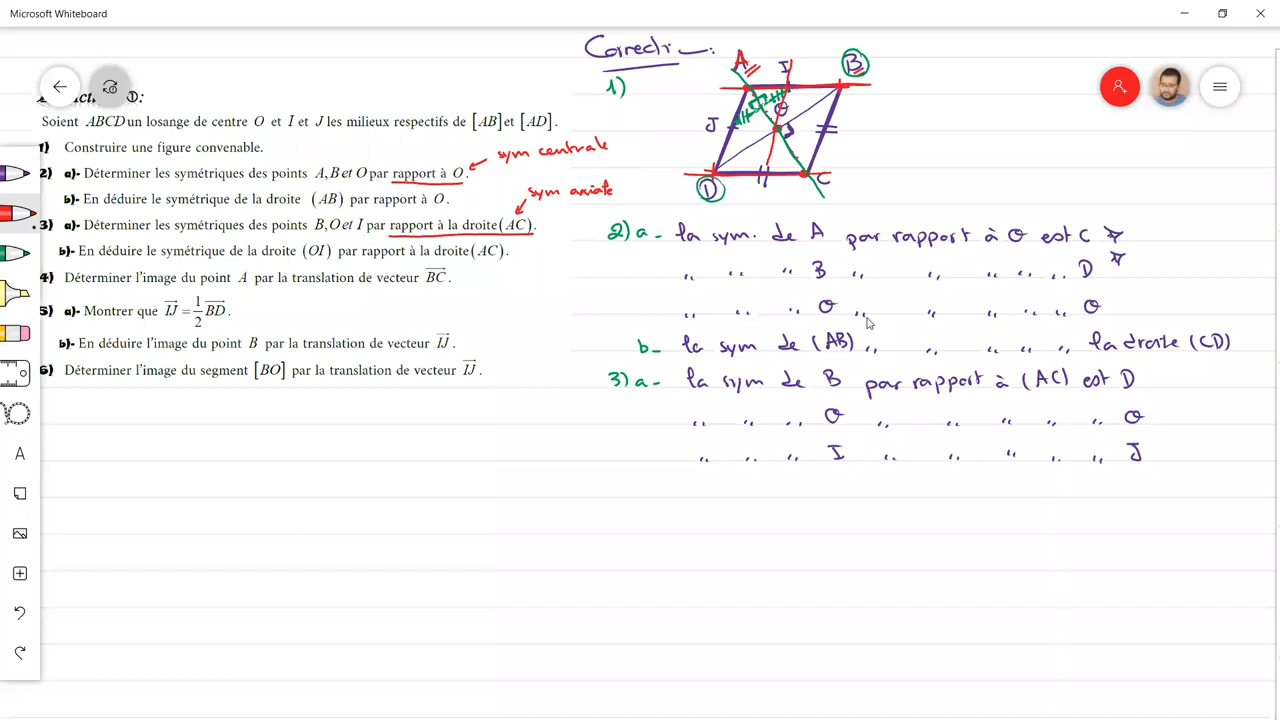 Microsoft Whiteboard
Correcti
D:
oient ABCD un losange de centre O et I et J les milieux respectifs de [AB] et [AD].
1) Construire une figure convenable.
2) a)- Déterminer les symétriques des points A, B et O par rapport à O.
b)- En déduire le symétrique de la droite (AB) par rapport à O.
3) a)- Déterminer les symétriques des points B, O et I par rapport à la droite (AC).
b)- En déduire le symétrique de la droite (OI) par rapport à la droite (AC).
4) Déterminer l'image du point A par la translation de vecteur BC⃗.
5) a)- Montrer que IJ⃗ = 1/2 BD⃗.
b)- En déduire l'image du point B par la translation de vecteur IJ⃗.
6) Déterminer l'image du segment [BO] par la translation de vecteur IJ⃗.
sym centrale
sym axiale
1)
A I B
J O
D C
2) a - la sym. de A par rapport à O est C
" " " B " " " " " D
" " " O " " " " " O
b - la sym de (AB) " " " " la droite (CD)
3) a - la sym de B par rapport à (AC) est D
" " " O " " " " " O
" " " I " " " " " J
A